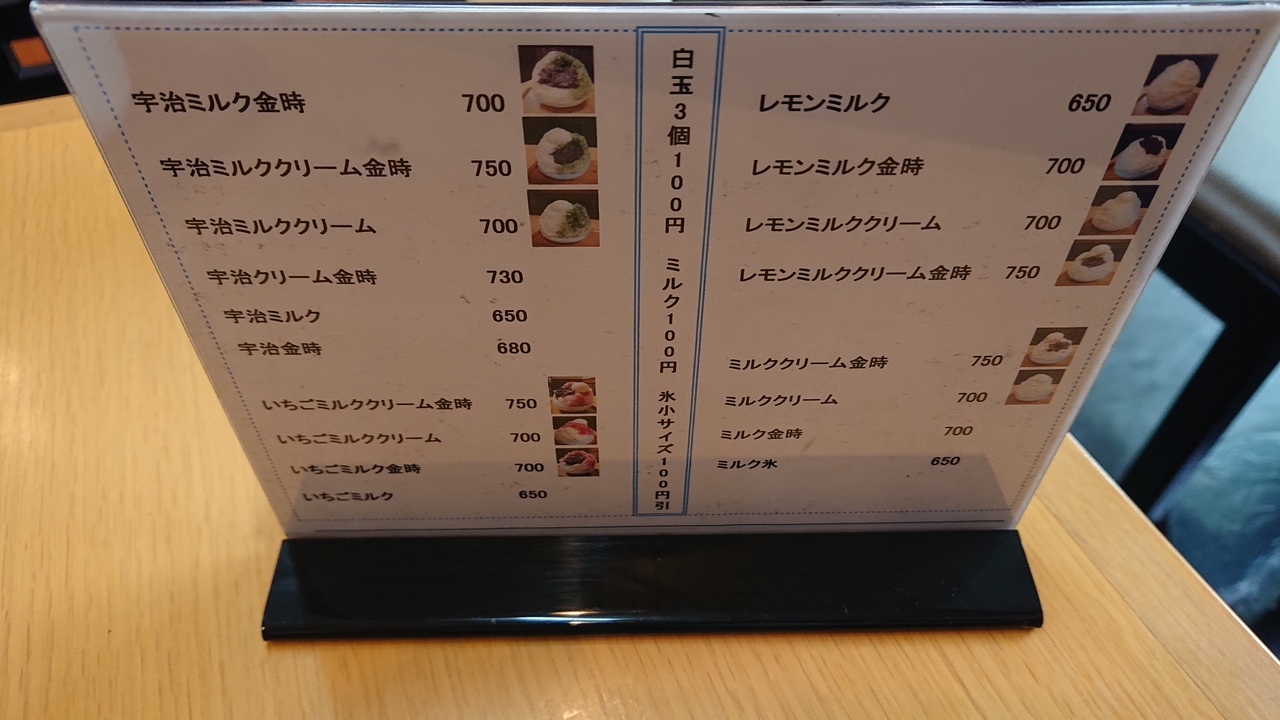 宇治ミルク金時 700
宇治ミルククリーム金時 750
宇治ミルククリーム 700
宇治クリーム金時 730
宇治ミルク 650
宇治金時 680
いちごミルククリーム金時 750
いちごミルククリーム 700
いちごミルク金時 700
いちごミルク 650
白玉3個100円 ミルク100円 氷小サイズ100円引
レモンミルク 650
レモンミルク金時 700
レモンミルククリーム 700
レモンミルククリーム金時 750
ミルククリーム金時 750
ミルククリーム 700
ミルク金時 700
ミルク氷 650